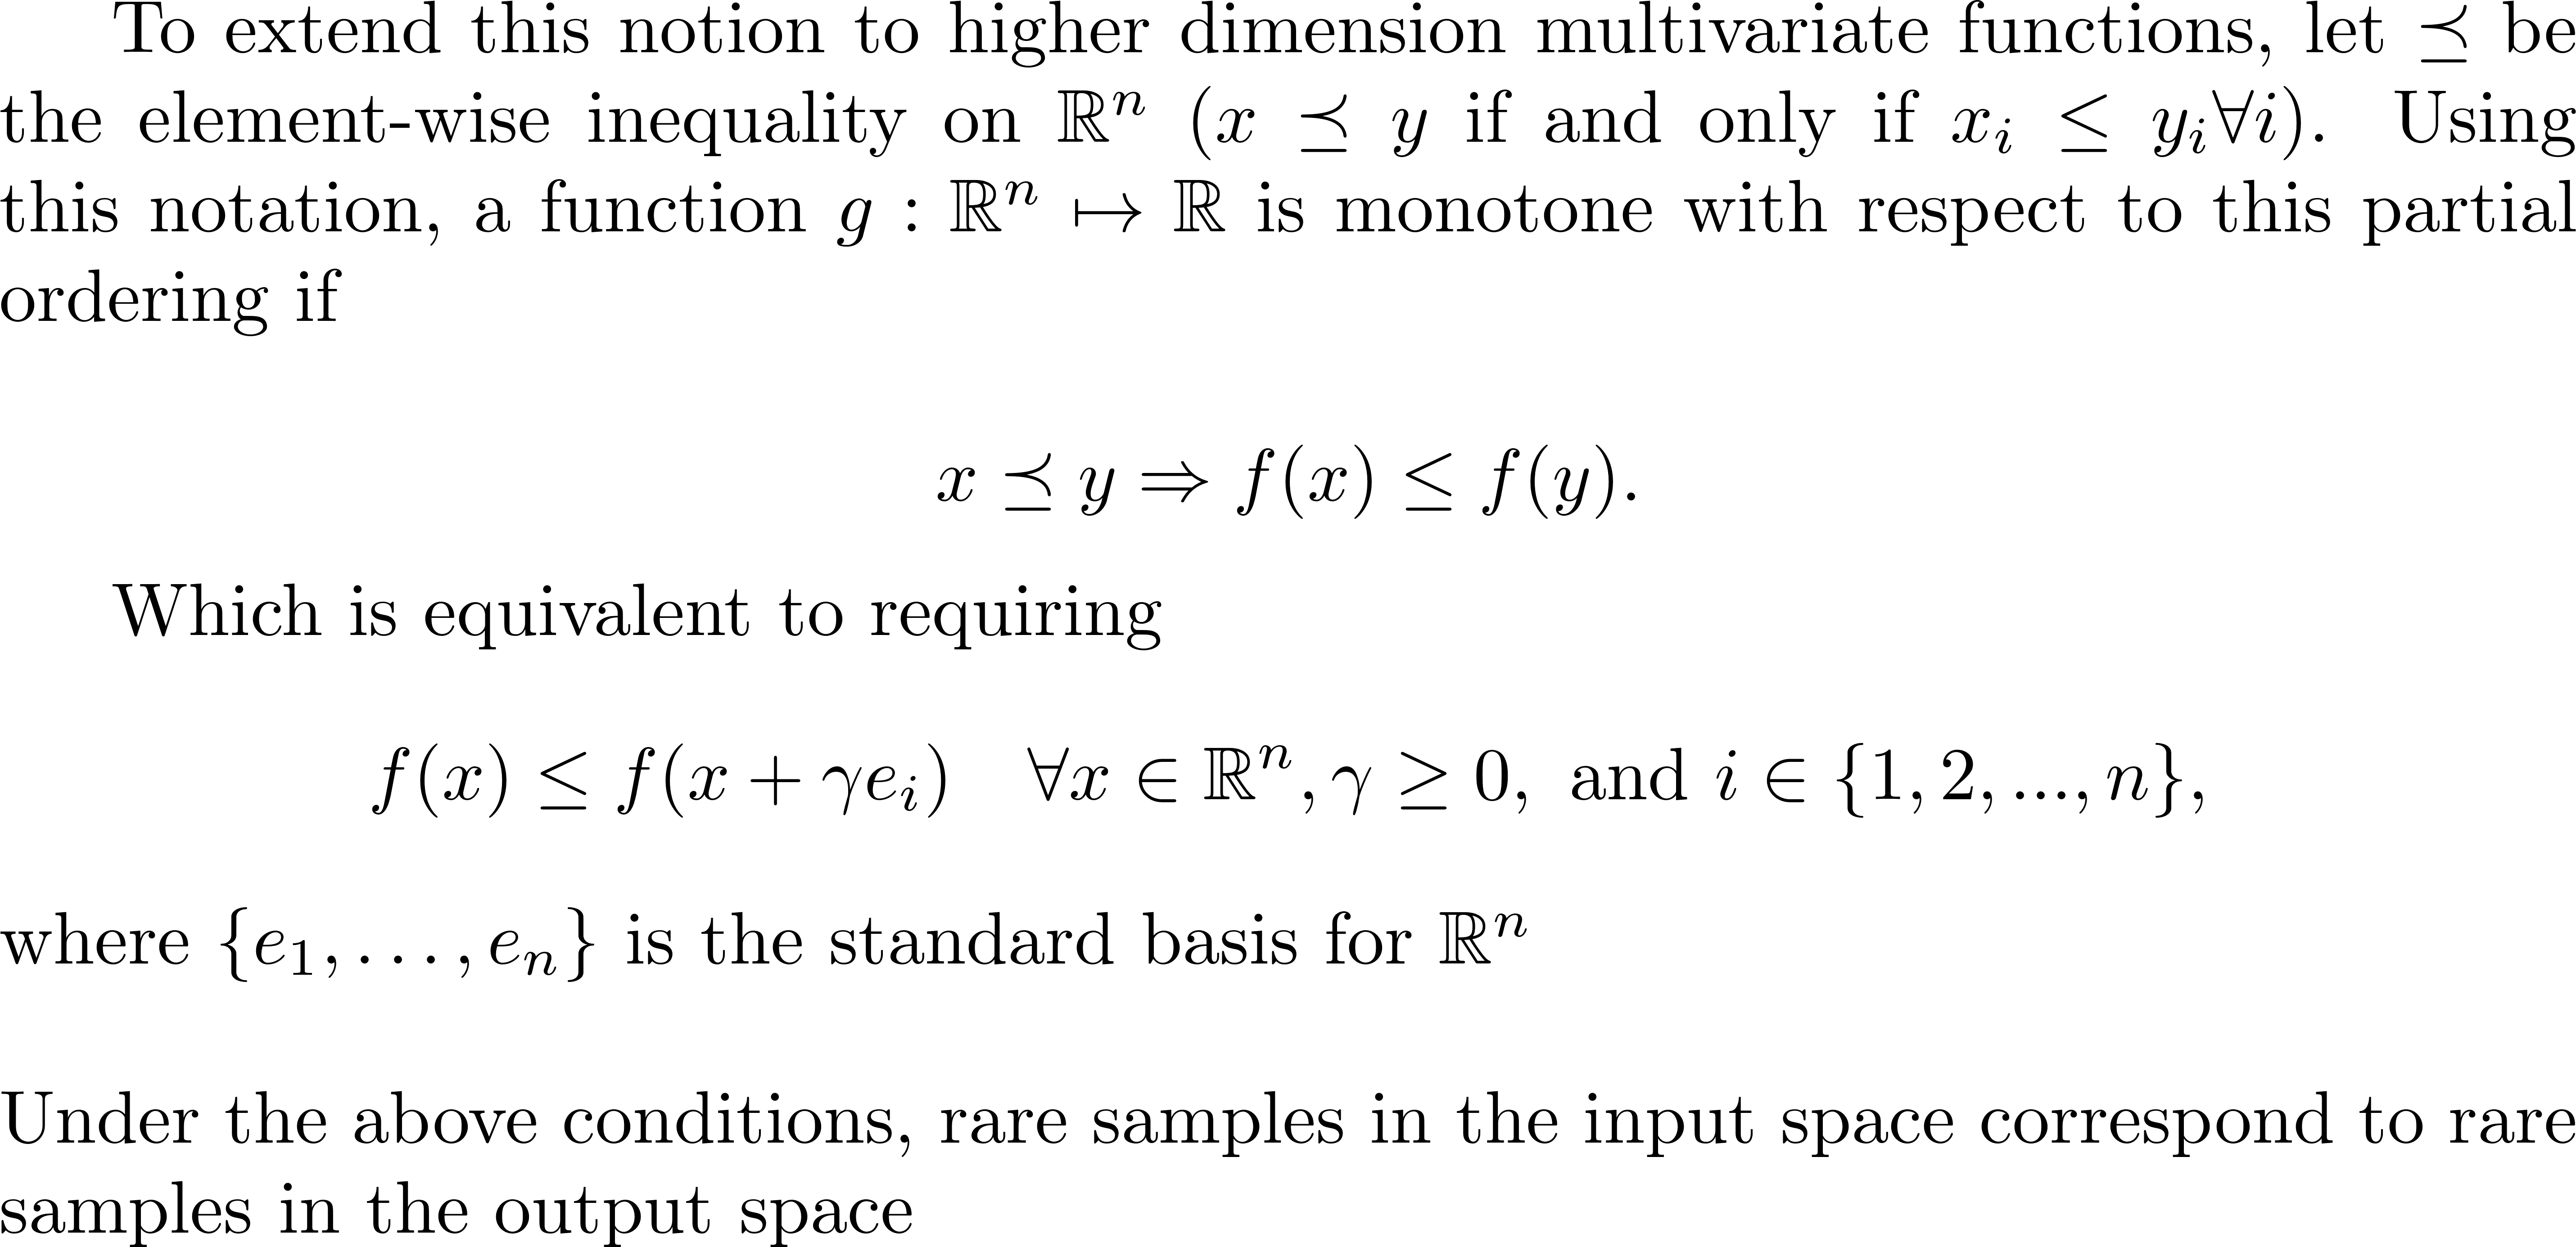 To extend this notion to higher dimension multivariate functions, let ⪯ be
the element-wise inequality on ℝⁿ (x ⪯ y if and only if xᵢ ≤ yᵢ∀i). Using
this notation, a function g : ℝⁿ ↦ ℝ is monotone with respect to this partial
ordering if
x ⪯ y ⇒ f(x) ≤ f(y).
Which is equivalent to requiring
f(x) ≤ f(x + γeᵢ) ∀x ∈ ℝⁿ, γ ≥ 0, and i ∈ {1, 2, ..., n},
where {e₁, . . . , eₙ} is the standard basis for ℝⁿ
Under the above conditions, rare samples in the input space correspond to rare
samples in the output space